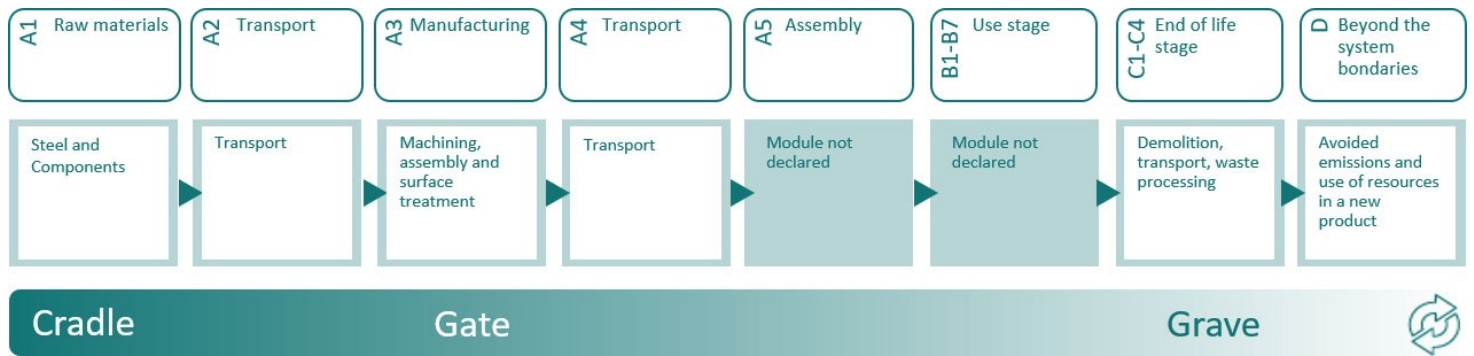 A1 Raw materials
A2 Transport
A3 Manufacturing
A4 Transport
A5 Assembly
B1-B7 Use stage
C1-C4 End of life
stage
D Beyond the
system
bondaries
Steel and
Components
Transport
Machining,
assembly and
surface
treatment
Transport
Module not
declared
Module not
declared
Demolition,
transport, waste
processing
Avoided
emissions and
use of resources
in a new
product
Cradle
Gate
Grave